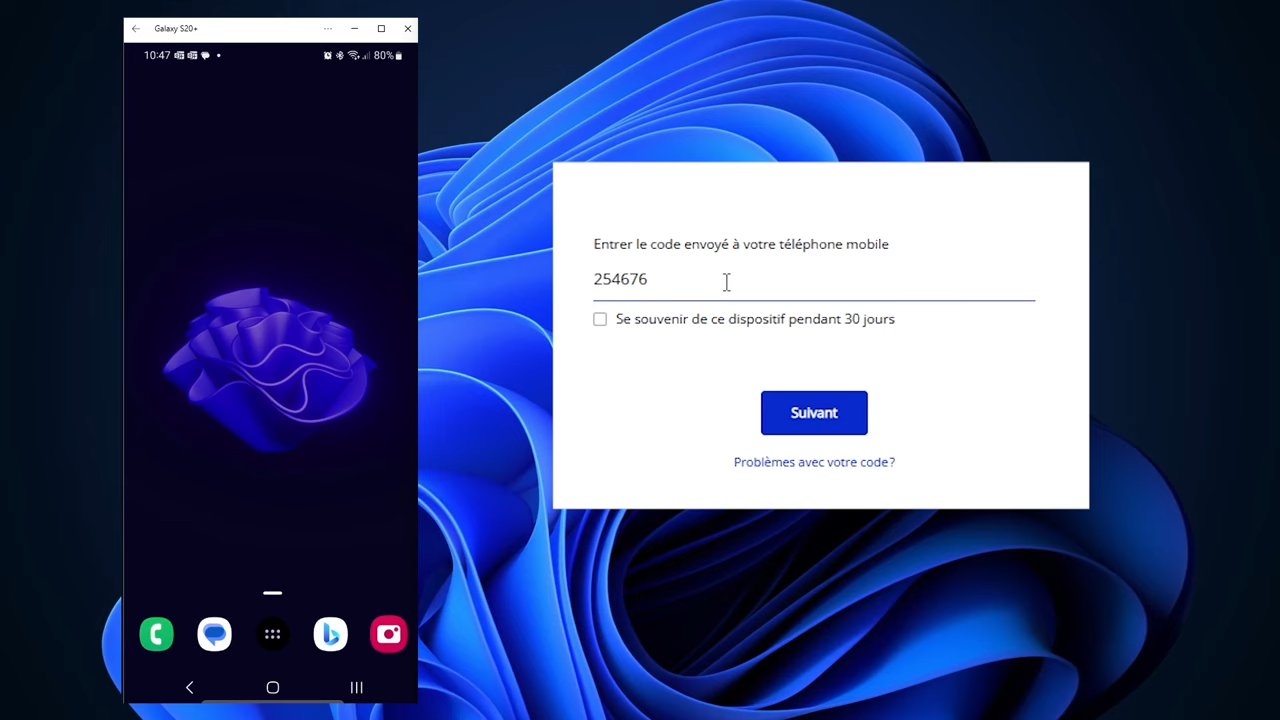 Galaxy S20+
10:47
80%
Entrer le code envoyé à votre téléphone mobile
254676
Se souvenir de ce dispositif pendant 30 jours
Suivant
Problèmes avec votre code?